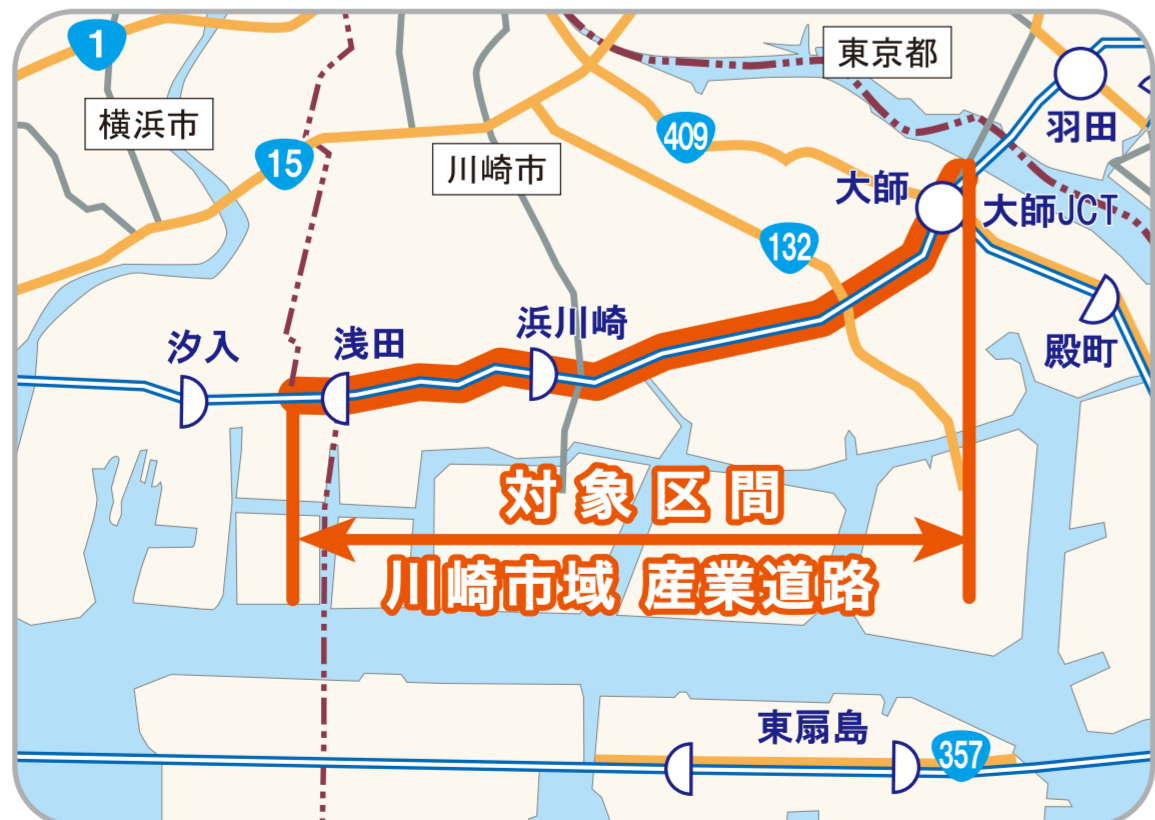 1
東京都
横浜市
羽田
409
15
川崎市
大師
大師JCT
132
浜川崎
汐入
浅田
殿町
対象区間
川崎市域 産業道路
東扇島
357